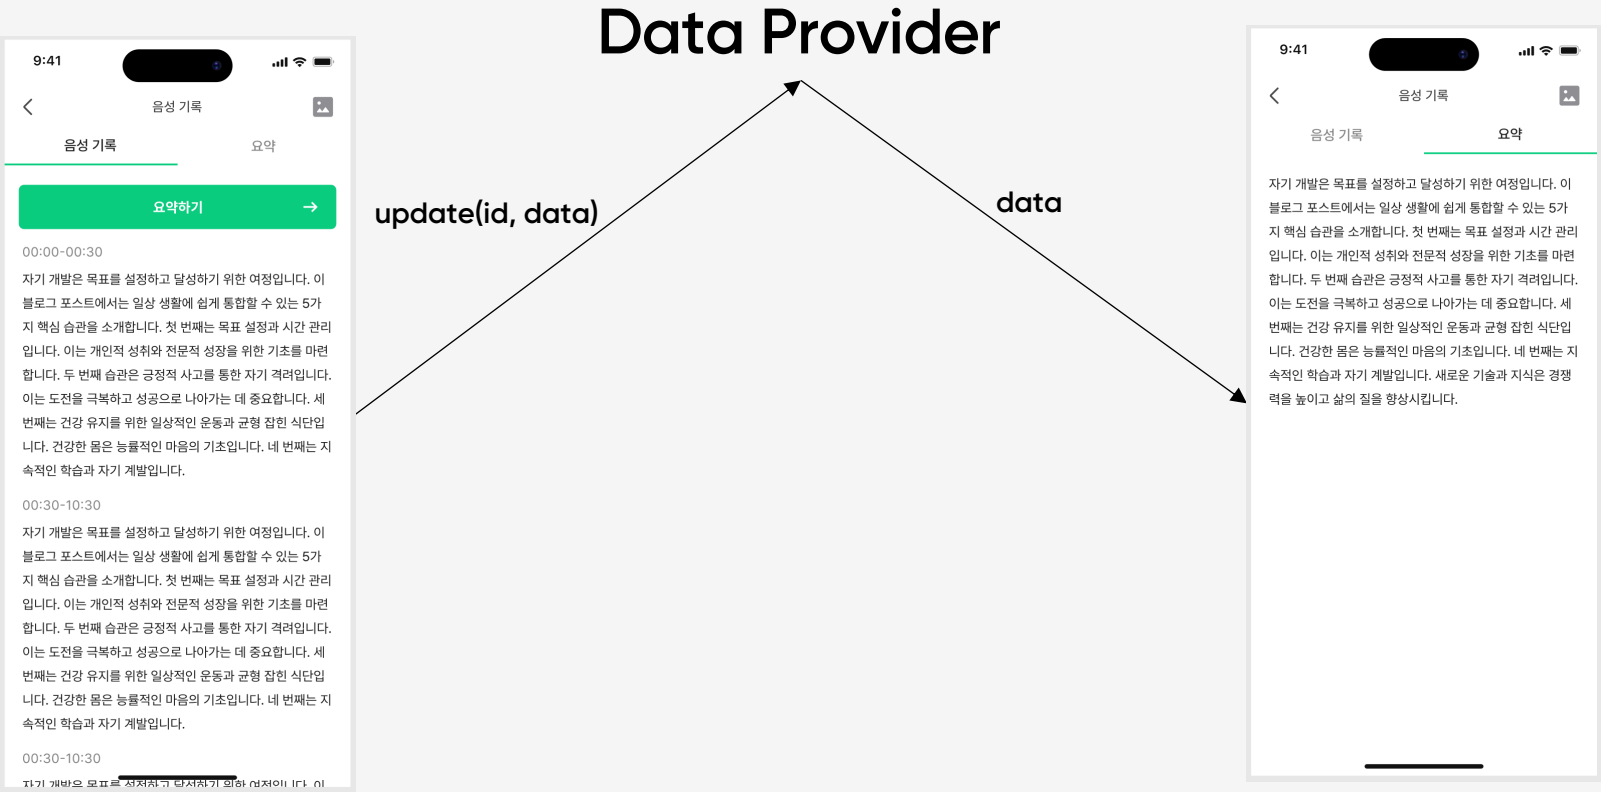 Data Provider
9:41
음성 기록
음성 기록
요약
요약하기
00:00-00:30
자기 개발은 목표를 설정하고 달성하기 위한 여정입니다. 이
블로그 포스트에서는 일상 생활에 쉽게 통합할 수 있는 5가
지 핵심 습관을 소개합니다. 첫 번째는 목표 설정과 시간 관리
입니다. 이는 개인적 성취와 전문적 성장을 위한 기초를 마련
합니다. 두 번째 습관은 긍정적 사고를 통한 자기 격려입니다.
이는 도전을 극복하고 성공으로 나아가는 데 중요합니다. 세
번째는 건강 유지를 위한 일상적인 운동과 균형 잡힌 식단입
니다. 건강한 몸은 능률적인 마음의 기초입니다. 네 번째는 지
속적인 학습과 자기 계발입니다.
00:30-10:30
자기 개발은 목표를 설정하고 달성하기 위한 여정입니다. 이
블로그 포스트에서는 일상 생활에 쉽게 통합할 수 있는 5가
지 핵심 습관을 소개합니다. 첫 번째는 목표 설정과 시간 관리
입니다. 이는 개인적 성취와 전문적 성장을 위한 기초를 마련
합니다. 두 번째 습관은 긍정적 사고를 통한 자기 격려입니다.
이는 도전을 극복하고 성공으로 나아가는 데 중요합니다. 세
번째는 건강 유지를 위한 일상적인 운동과 균형 잡힌 식단입
니다. 건강한 몸은 능률적인 마음의 기초입니다. 네 번째는 지
속적인 학습과 자기 계발입니다.
00:30-10:30
자기 개발은 목표를 설정하고 달성하기 위한 여정입니다. 이
update(id, data)
data
9:41
음성 기록
음성 기록
요약
자기 개발은 목표를 설정하고 달성하기 위한 여정입니다. 이
블로그 포스트에서는 일상 생활에 쉽게 통합할 수 있는 5가
지 핵심 습관을 소개합니다. 첫 번째는 목표 설정과 시간 관리
입니다. 이는 개인적 성취와 전문적 성장을 위한 기초를 마련
합니다. 두 번째 습관은 긍정적 사고를 통한 자기 격려입니다.
이는 도전을 극복하고 성공으로 나아가는 데 중요합니다. 세
번째는 건강 유지를 위한 일상적인 운동과 균형 잡힌 식단입
니다. 건강한 몸은 능률적인 마음의 기초입니다. 네 번째는 지
속적인 학습과 자기 계발입니다. 새로운 기술과 지식은 경쟁
력을 높이고 삶의 질을 향상시킵니다.